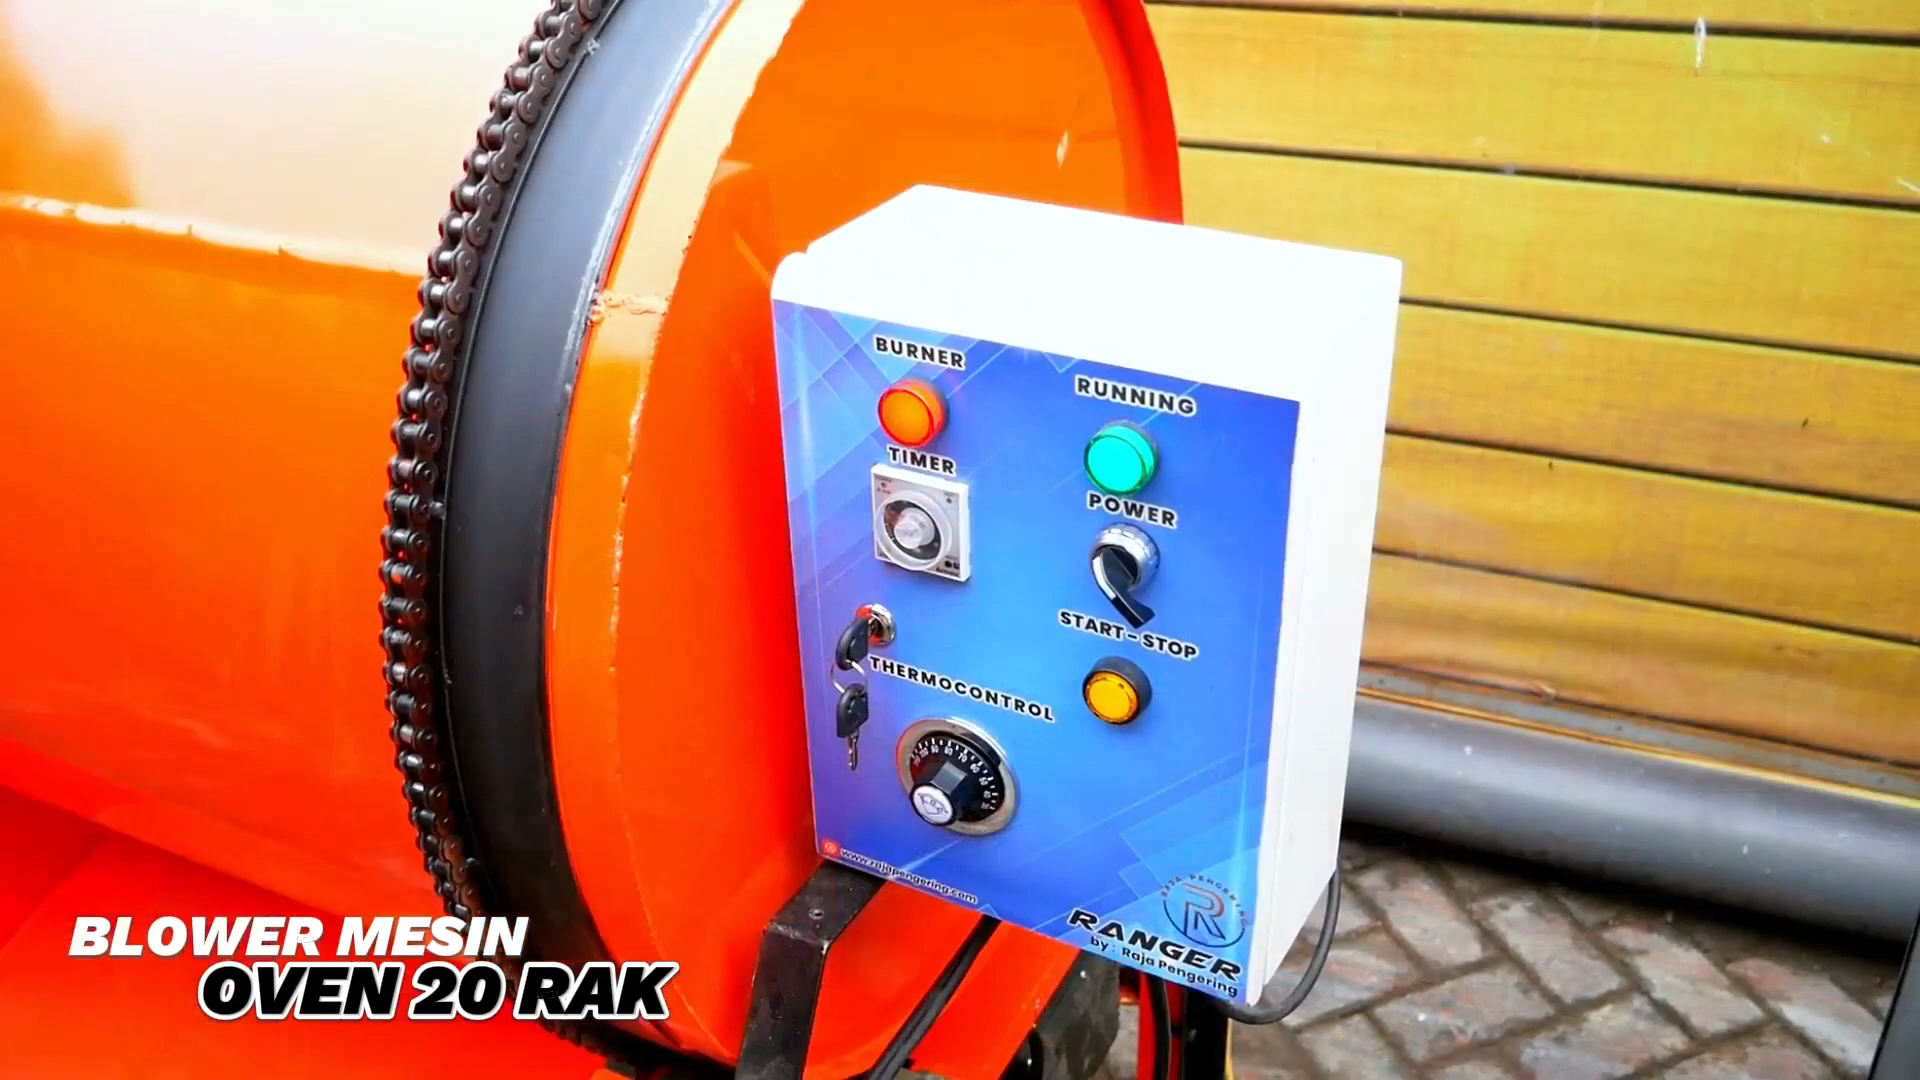 BURNER
RUNNING
TIMER
POWER
START-STOP
THERMOCONTROL
www.rajapengering.com
RAJA PENGERING
RANGER
by : Raja Pengering
BLOWER MESIN
OVEN 20 RAK